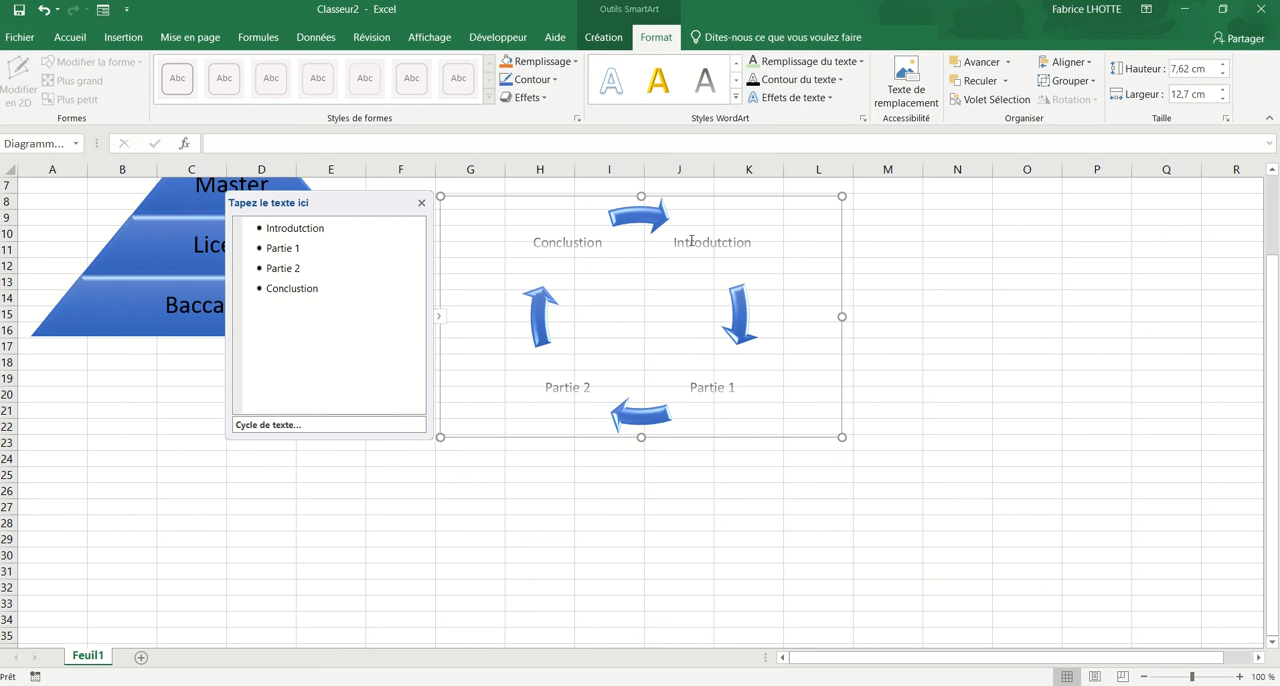 Classeur2 - Excel
Outils SmartArt
Fabrice LHOTTE
Fichier Accueil Insertion Mise en page Formules Données Révision Affichage Développeur Aide Création Format Dites-nous ce que vous voulez faire Partager
Modifier en 2D
Modifier la forme
Plus grand
Plus petit
Formes
Abc Abc Abc Abc Abc Abc Abc
Styles de formes
Remplissage
Contour
Effets
A A A
Remplissage du texte
Contour du texte
Effets de texte
Styles WordArt
Texte de remplacement
Accessibilité
Avancer
Reculer
Volet Sélection
Aligner
Grouper
Rotation
Organiser
Hauteur: 7,62 cm
Largeur: 12,7 cm
Taille
Diagramm...
fx
A B C D E F G H I J K L M N O P Q R
7
8
9
10
11
12
13
14
15
16
17
18
19
20
21
22
23
24
25
26
27
28
29
30
31
32
33
34
35
Master
Lice
Bacca
Tapez le texte ici
Introdutction
Partie 1
Partie 2
Conclustion
Cycle de texte...
Conclustion
Introdutction
Partie 2
Partie 1
Feuil1
Prêt
100 %